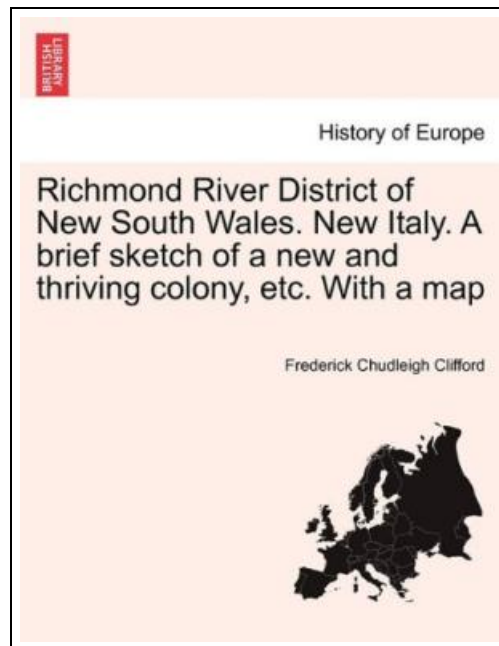 BRITISH
LIBRARY
History of Europe
Richmond River District of
New South Wales. New Italy. A
brief sketch of a new and
thriving colony, etc. With a map
Frederick Chudleigh Clifford